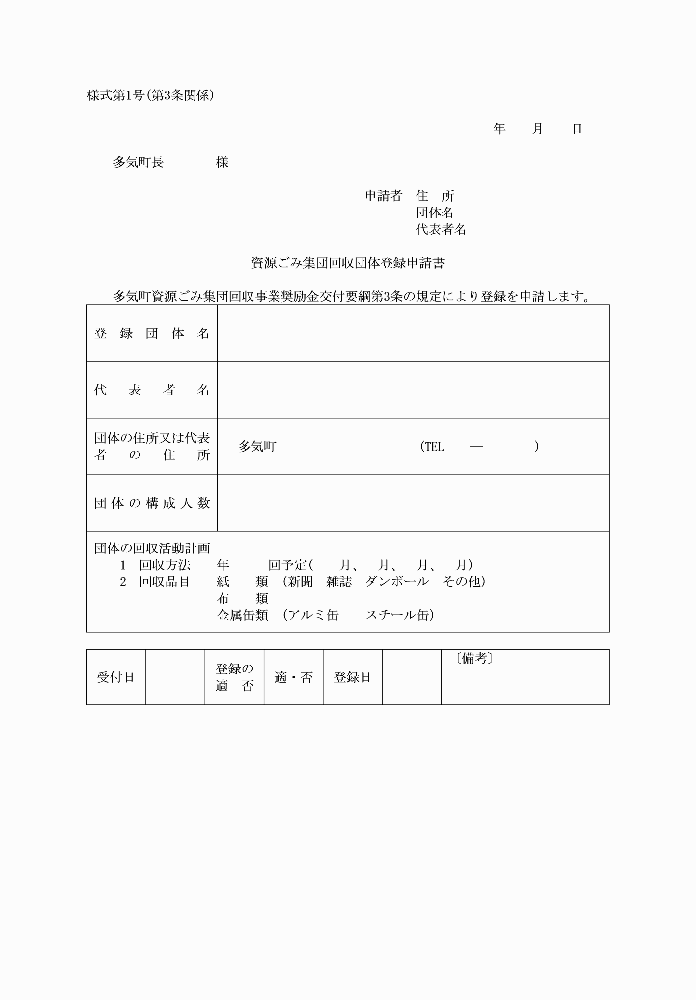 様式第1号(第3条関係)
年　　月　　日
多気町長　　　　様
申請者　住　所
団体名
代表者名
資源ごみ集団回収団体登録申請書
多気町資源ごみ集団回収事業奨励金交付要綱第3条の規定により登録を申請します。
登録団体名
代表者名
団体の住所又は代表
者の住所
多気町　　　　　　　　　　　(TEL　　―　　　　)
団体の構成人数
団体の回収活動計画
1　回収方法　　年　　　回予定(　　月、　月、　月、　月)
2　回収品目　　紙　　類　(新聞　雑誌　ダンボール　その他)
布　　類
金属缶類　(アルミ缶　　スチール缶)
受付日
登録の
適　否
適・否
登録日
〔備考〕